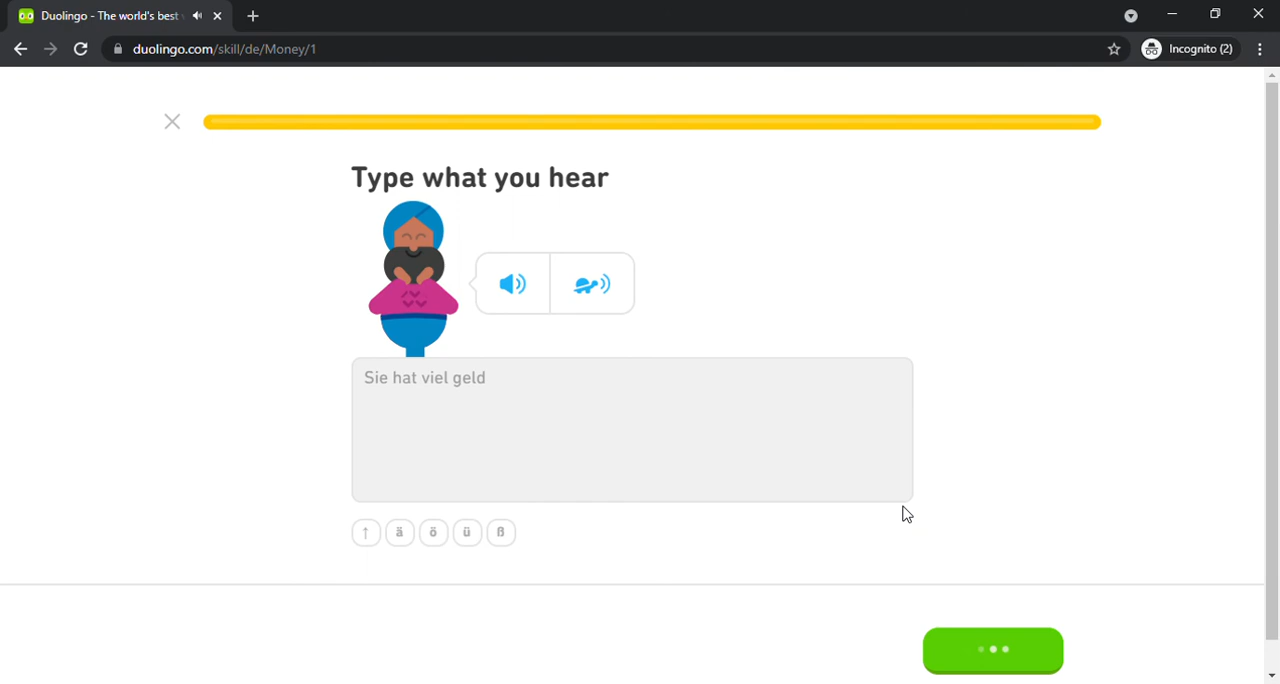 Duolingo - The world's best
duolingo.com/skill/de/Money/1
Incognito (2)
Type what you hear
Sie hat viel geld
↑ ä ö ü ß